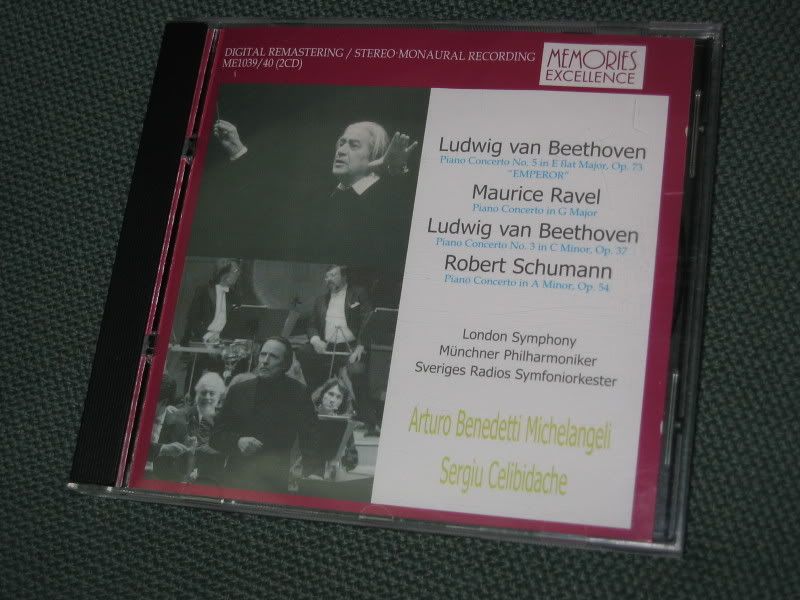 DIGITAL REMASTERING / STEREO·MONAURAL RECORDING
ME1039/40 (2CD)
MEMORIES
EXCELLENCE
Ludwig van Beethoven
Piano Concerto No. 5 in E flat Major, Op. 73
"EMPEROR"
Maurice Ravel
Piano Concerto in G Major
Ludwig van Beethoven
Piano Concerto No. 3 in C Minor, Op. 37
Robert Schumann
Piano Concerto in A Minor, Op. 54
London Symphony
Münchner Philharmoniker
Sveriges Radios Symfoniorkester
Arturo Benedetti Michelangeli
Sergiu Celibidache